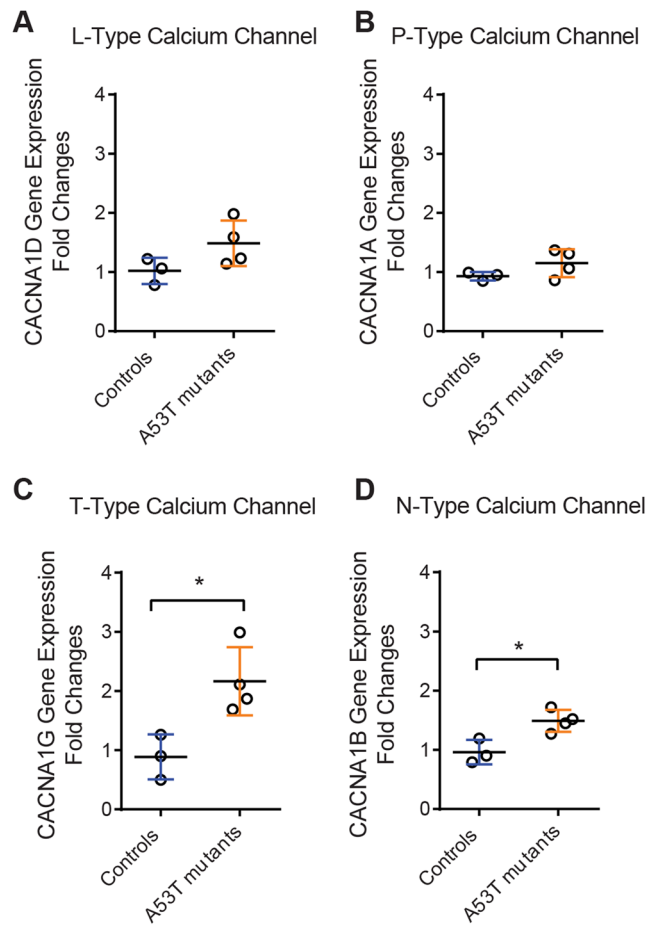 A
L-Type Calcium Channel
CACNA1D Gene Expression
Fold Changes
4
3
2
1
0
Controls
A53T mutants
B
P-Type Calcium Channel
CACNA1A Gene Expression
Fold Changes
4
3
2
1
0
Controls
A53T mutants
C
T-Type Calcium Channel
CACNA1G Gene Expression
Fold Changes
4
3
2
1
0
*
Controls
A53T mutants
D
N-Type Calcium Channel
CACNA1B Gene Expression
Fold Changes
4
3
2
1
0
*
Controls
A53T mutants